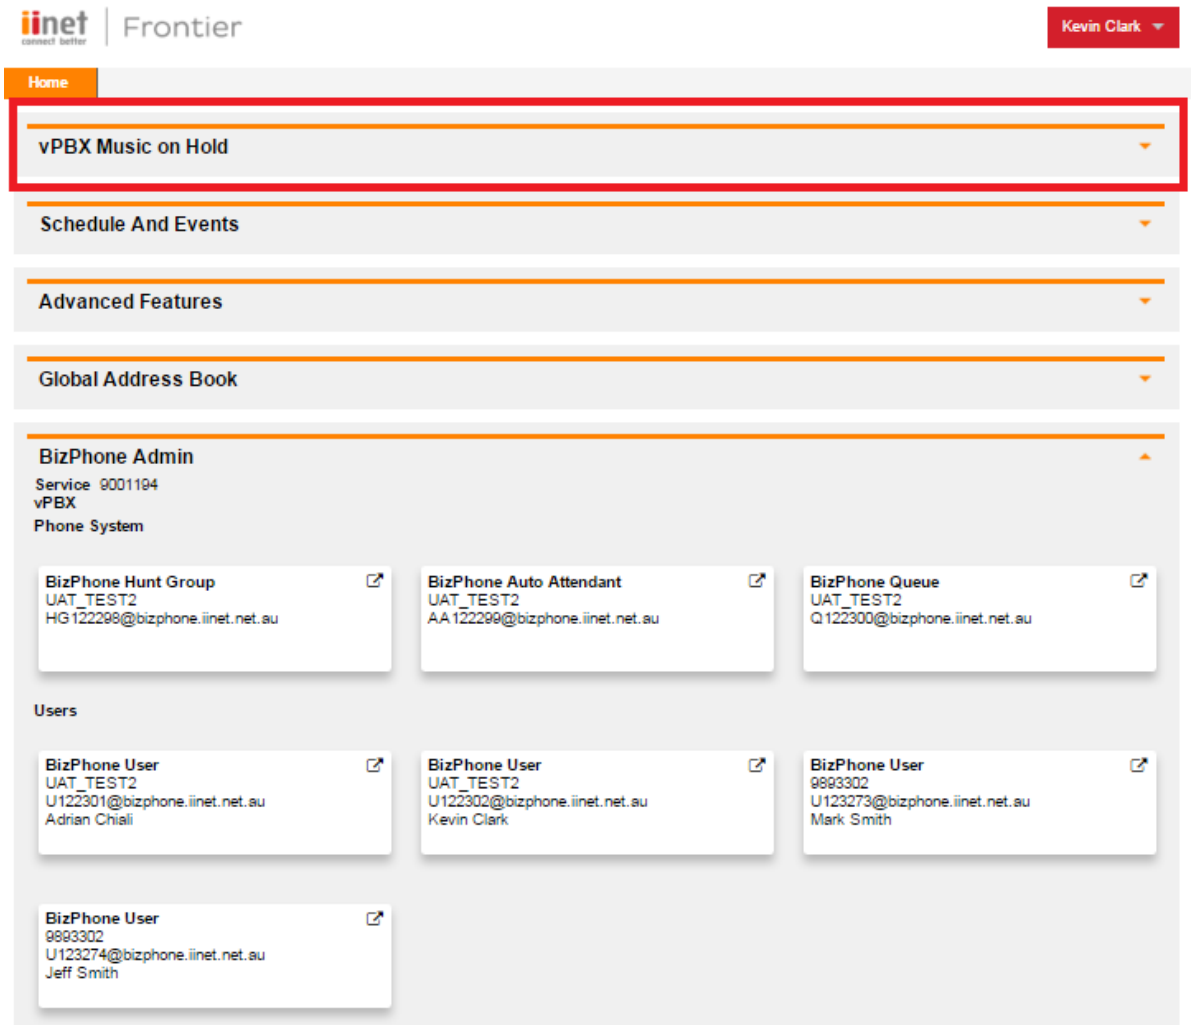 iinet
connect better
Frontier
Kevin Clark
Home
vPBX Music on Hold
Schedule And Events
Advanced Features
Global Address Book
BizPhone Admin
Service 9001194
vPBX
Phone System
BizPhone Hunt Group
UAT_TEST2
HG122298@bizphone.iinet.net.au
BizPhone Auto Attendant
UAT_TEST2
AA122299@bizphone.iinet.net.au
BizPhone Queue
UAT_TEST2
Q122300@bizphone.iinet.net.au
Users
BizPhone User
UAT_TEST2
U122301@bizphone.iinet.net.au
Adrian Chiali
BizPhone User
UAT_TEST2
U122302@bizphone.iinet.net.au
Kevin Clark
BizPhone User
9893302
U123273@bizphone.iinet.net.au
Mark Smith
BizPhone User
9893302
U123274@bizphone.iinet.net.au
Jeff Smith